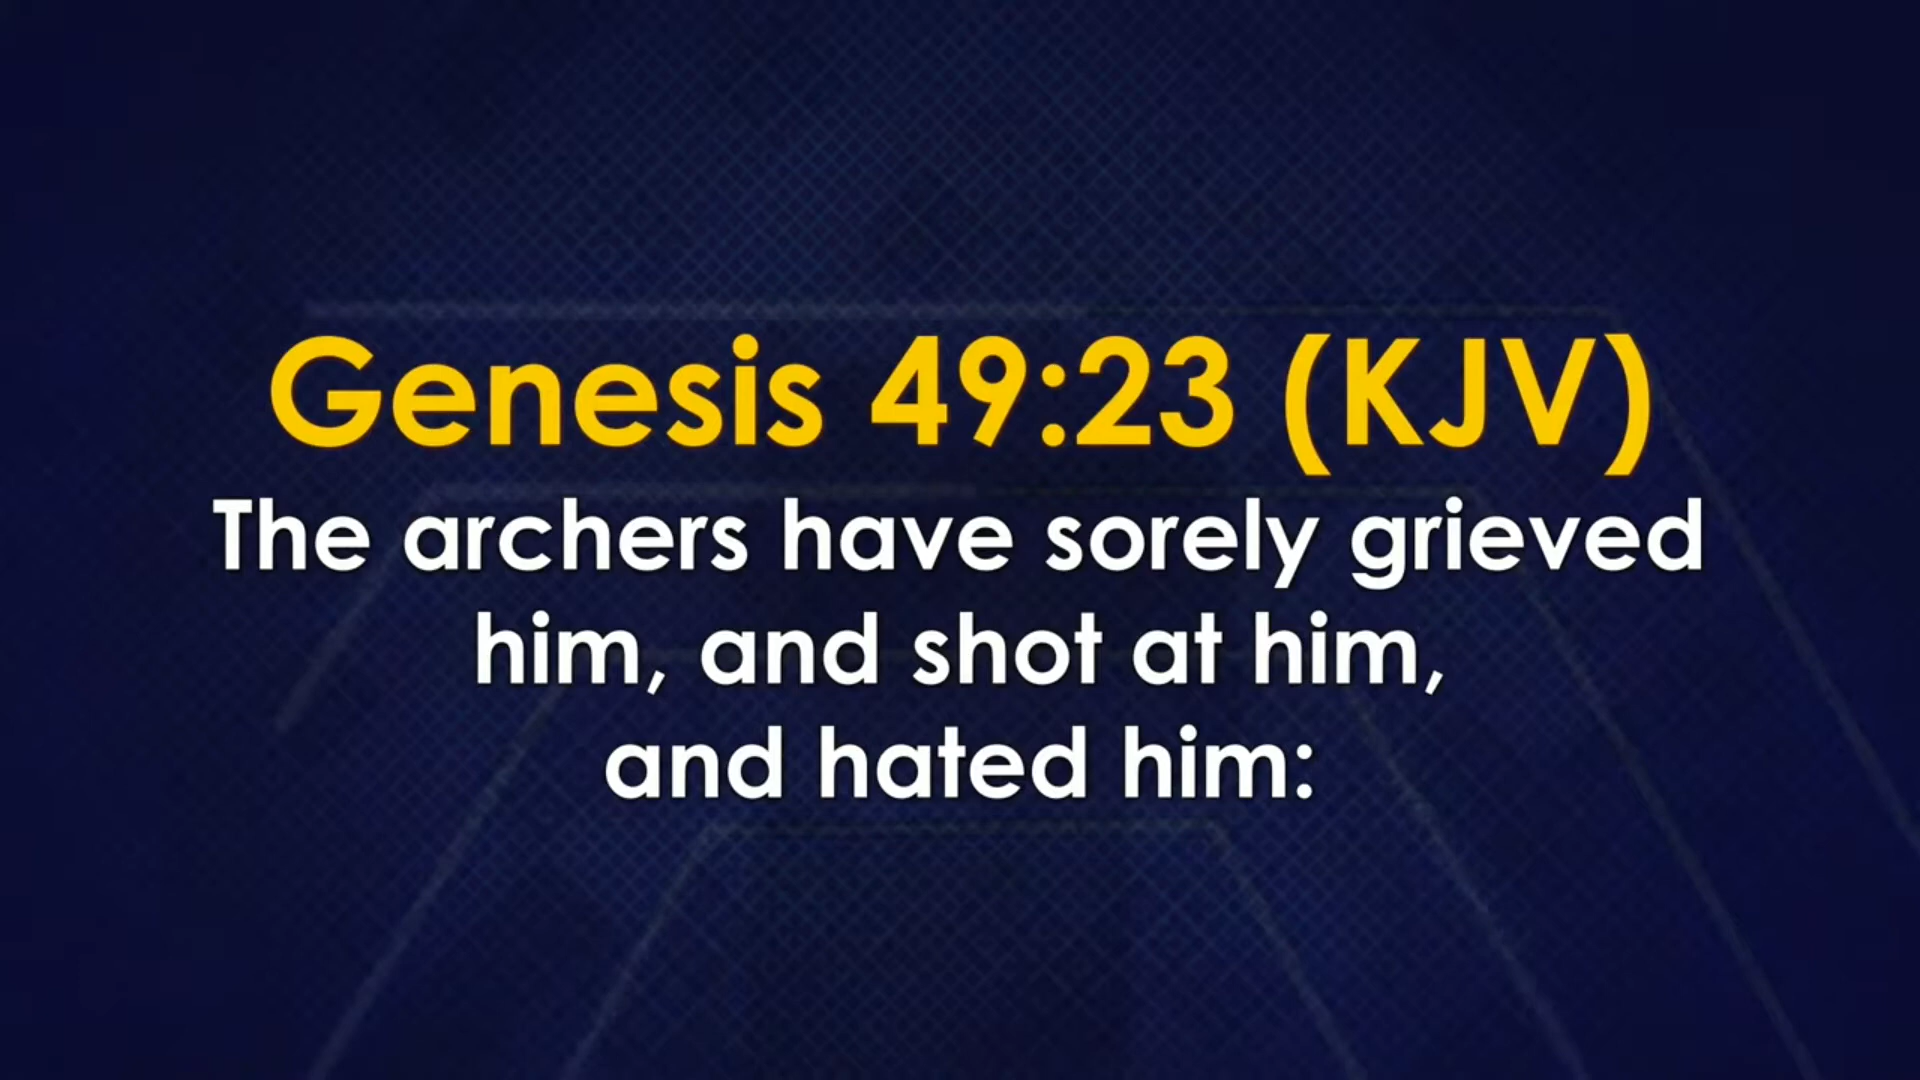 Genesis 49:23 (KJV)
The archers have sorely grieved
him, and shot at him,
and hated him: